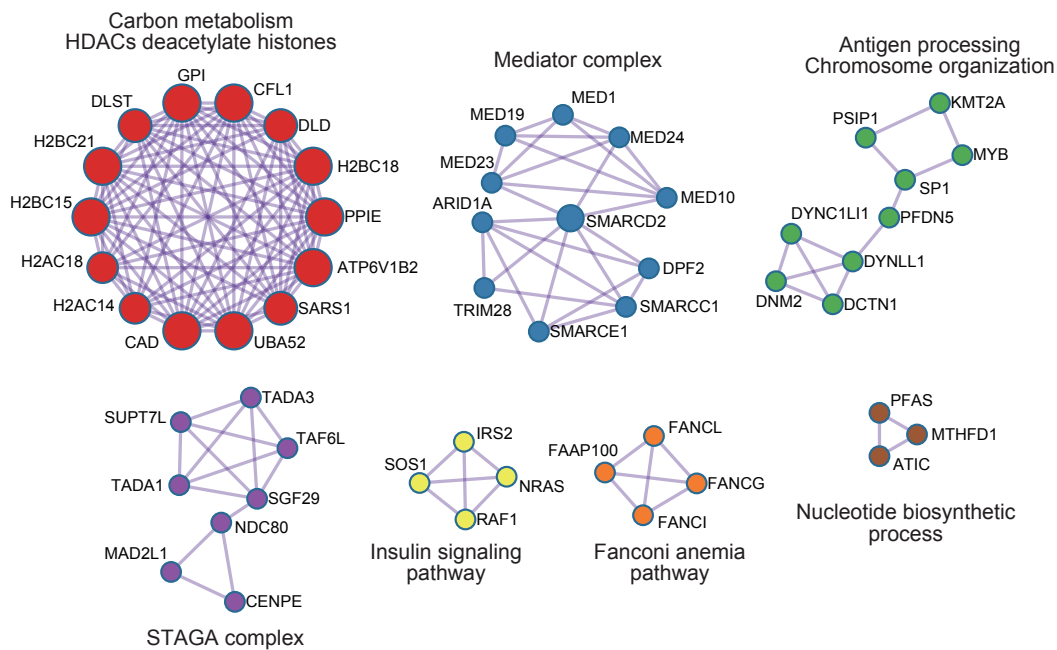 Carbon metabolism
HDACs deacetylate histones
GPI
CFL1
DLST
DLD
H2BC21
H2BC18
H2BC15
PPIE
H2AC18
ATP6V1B2
H2AC14
SARS1
CAD
UBA52
Mediator complex
MED1
MED19
MED24
MED23
MED10
ARID1A
SMARCD2
DPF2
TRIM28
SMARCC1
SMARCE1
Antigen processing
Chromosome organization
KMT2A
PSIP1
MYB
SP1
DYNC1LI1
PFDN5
DYNLL1
DNM2
DCTN1
TADA3
SUPT7L
TAF6L
TADA1
SGF29
NDC80
MAD2L1
CENPE
STAGA complex
IRS2
SOS1
NRAS
RAF1
Insulin signaling
pathway
FANCL
FAAP100
FANCG
FANCI
Fanconi anemia
pathway
PFAS
MTHFD1
ATIC
Nucleotide biosynthetic
process